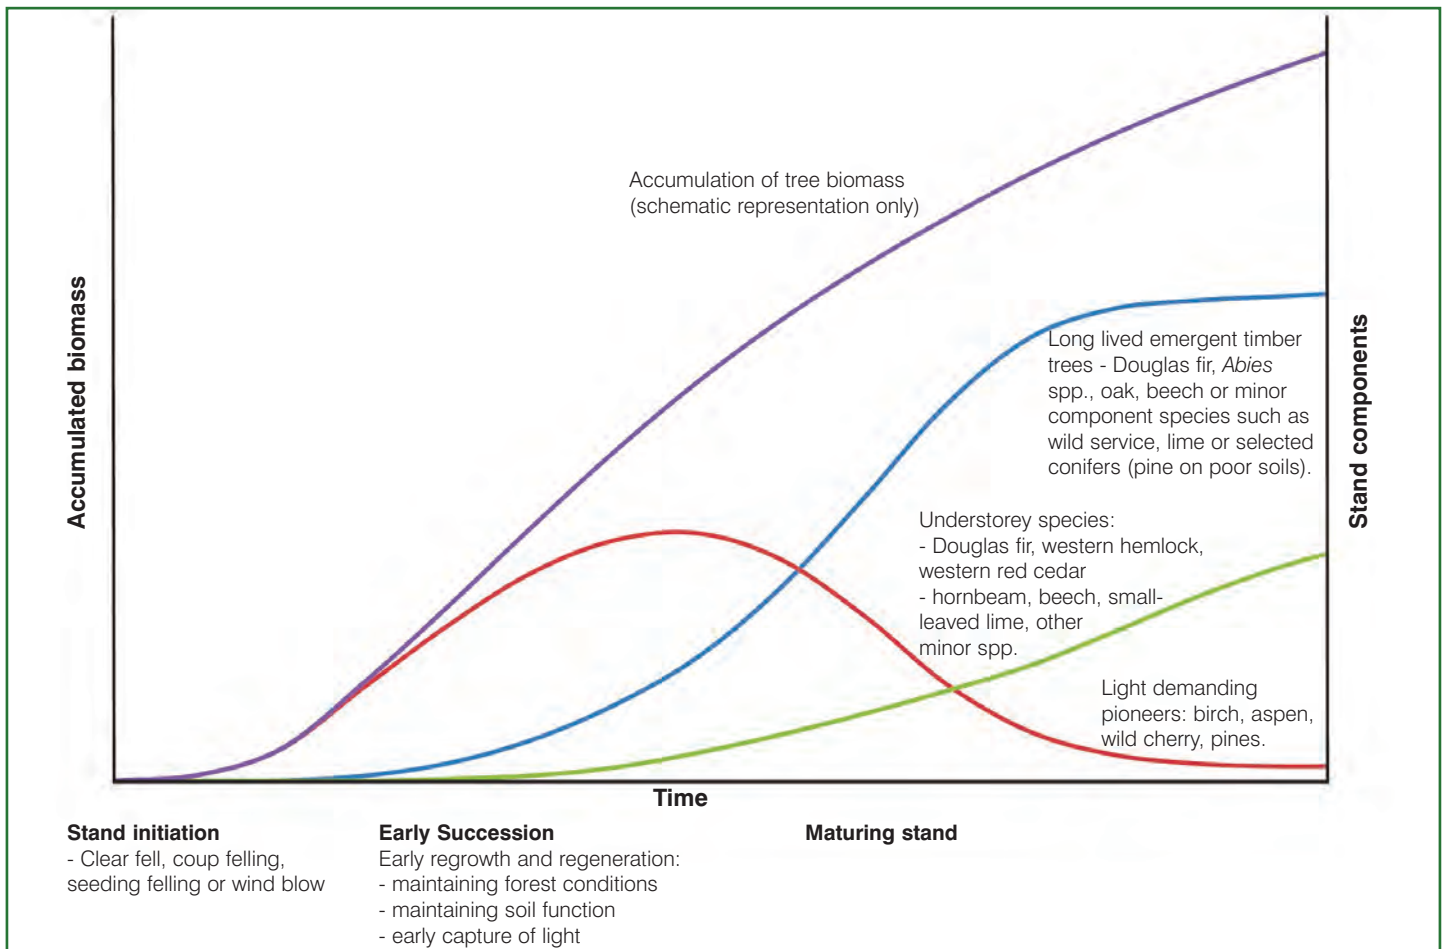 Accumulation of tree biomass
(schematic representation only)
Accumulated biomass
Long lived emergent timber
trees - Douglas fir, Abies
spp., oak, beech or minor
component species such as
wild service, lime or selected
conifers (pine on poor soils).
Stand components
Understorey species:
- Douglas fir, western hemlock,
western red cedar
- hornbeam, beech, small-
leaved lime, other
minor spp.
Light demanding
pioneers: birch, aspen,
wild cherry, pines.
Time
Stand initiation
- Clear fell, coup felling,
seeding felling or wind blow
Early Succession
Early regrowth and regeneration:
- maintaining forest conditions
- maintaining soil function
- early capture of light
Maturing stand